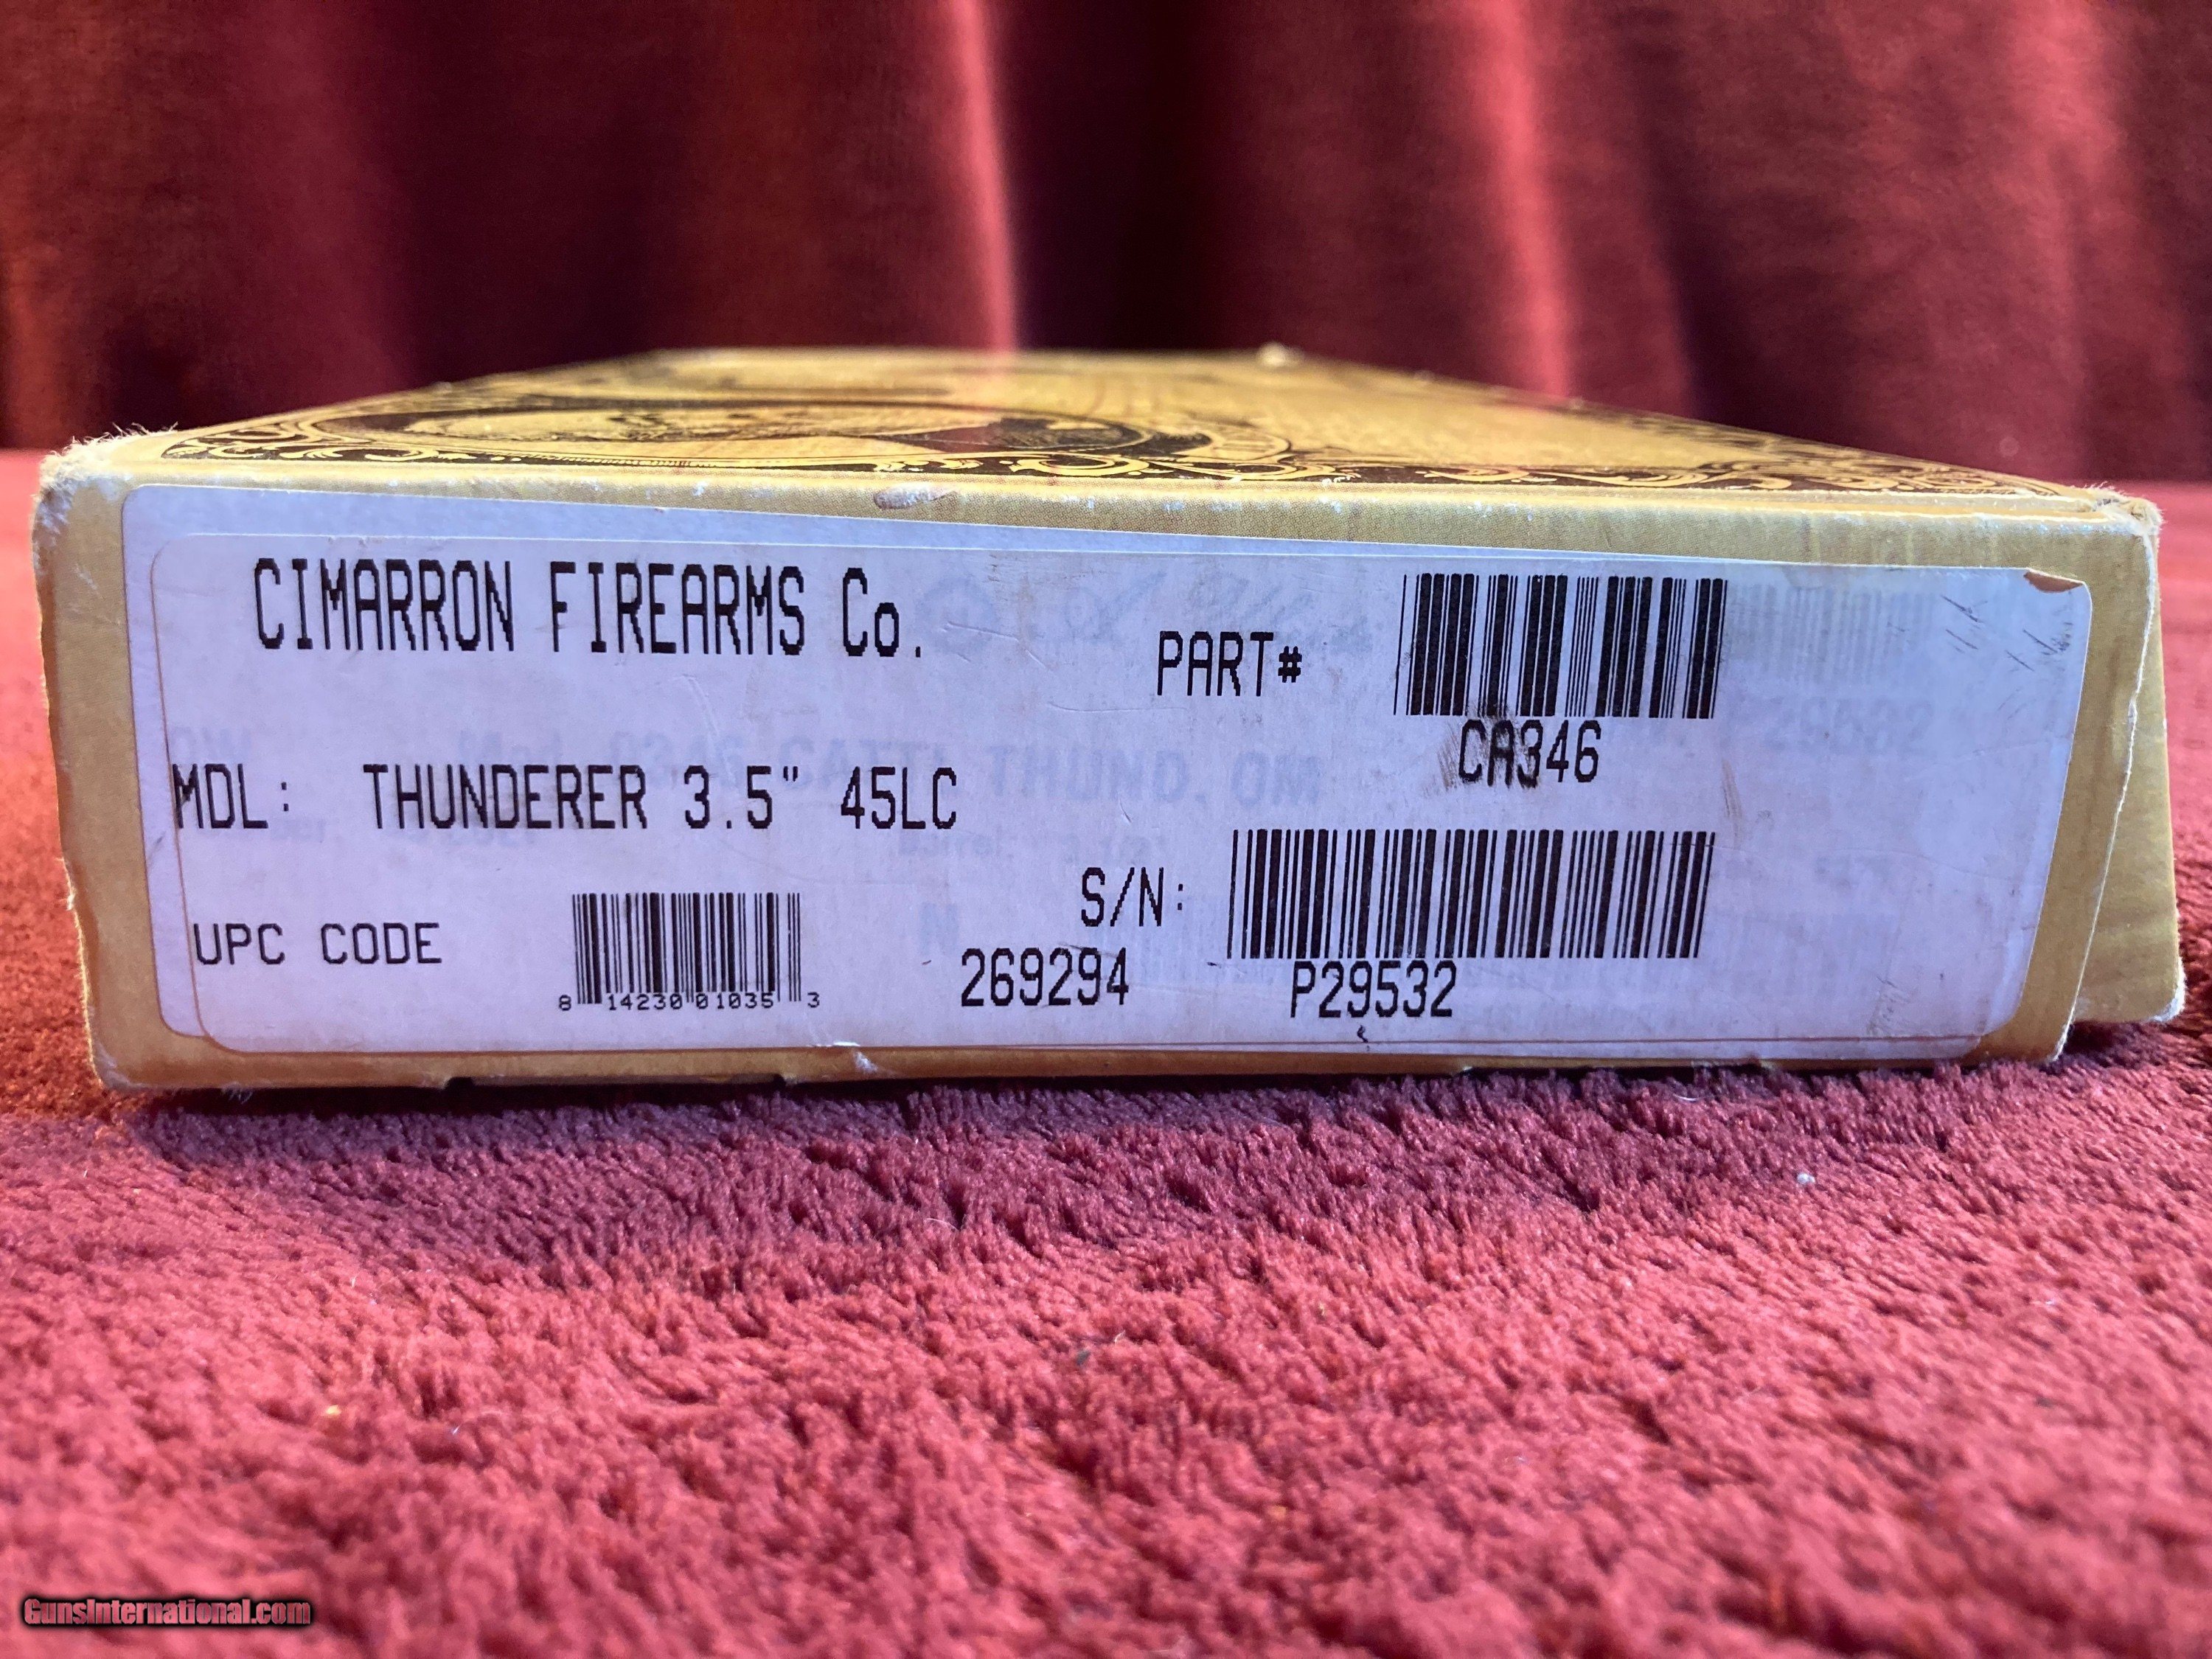 CIMARRON FIREARMS Co.
PART#
CA346
MDL: THUNDERER 3.5" 45LC
S/N:
UPC CODE
8 14230 01035 3
269294
P29532
GunsInternational.com